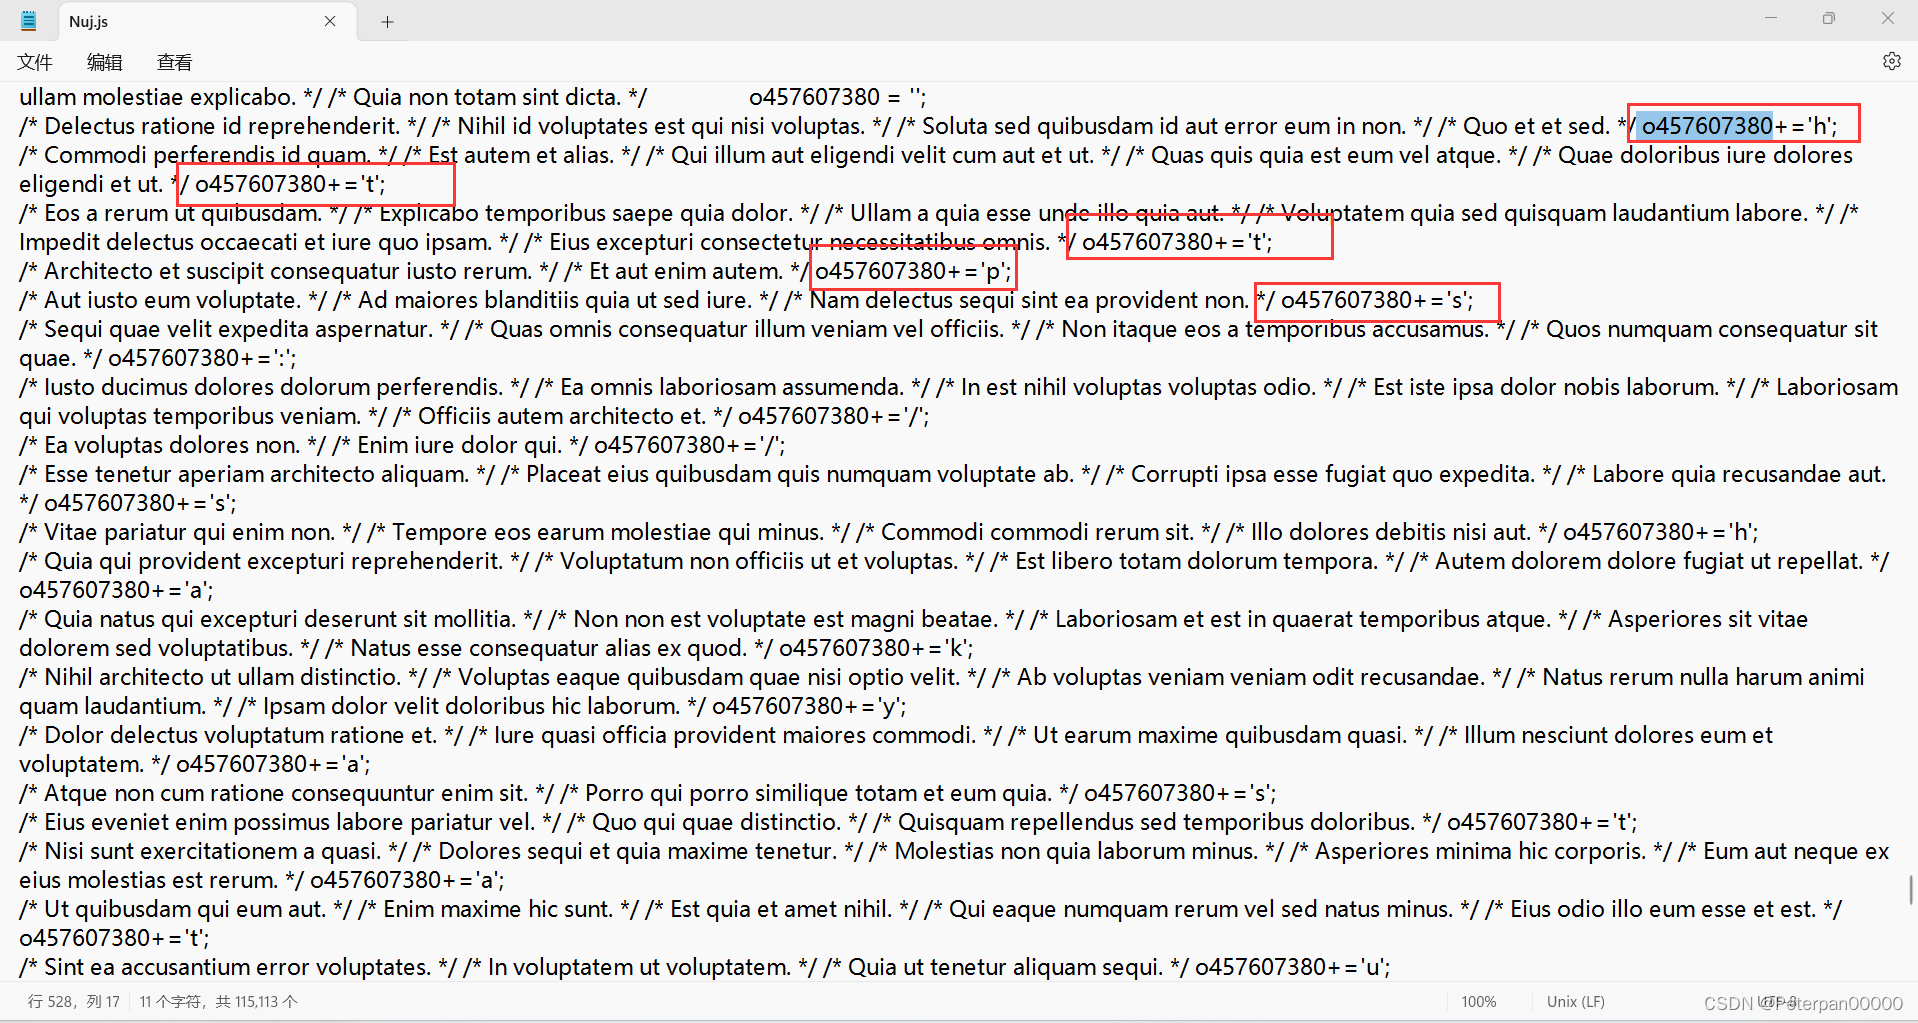 Nuj.js
文件 编辑 查看
ullam molestiae explicabo. */ /* Quia non totam sint dicta. */ o457607380 = '';
/* Delectus ratione id reprehenderit. */ /* Nihil id voluptates est qui nisi voluptas. */ /* Soluta sed quibusdam id aut error eum in non. */ /* Quo et et sed. */ o457607380+='h';
/* Commodi perferendis id quam. */ /* Est autem et alias. */ /* Qui illum aut eligendi velit cum aut et ut. */ /* Quas quis quia est eum vel atque. */ /* Quae doloribus iure dolores
eligendi et ut. */ o457607380+='t';
/* Eos a rerum ut quibusdam. */ /* Explicabo temporibus saepe quia dolor. */ /* Ullam a quia esse unde illo quia aut. */ /* Voluptatem quia sed quisquam laudantium labore. */ /*
Impedit delectus occaecati et iure quo ipsam. */ /* Eius excepturi consectetur necessitatibus omnis. */ o457607380+='t';
/* Architecto et suscipit consequatur iusto rerum. */ /* Et aut enim autem. */ o457607380+='p';
/* Aut iusto eum voluptate. */ /* Ad maiores blanditiis quia ut sed iure. */ /* Nam delectus sequi sint ea provident non. */ o457607380+='s';
/* Sequi quae velit expedita aspernatur. */ /* Quas omnis consequatur illum veniam vel officiis. */ /* Non itaque eos a temporibus accusamus. */ /* Quos numquam consequatur sit
quae. */ o457607380+=':';
/* Iusto ducimus dolores dolorum perferendis. */ /* Ea omnis laboriosam assumenda. */ /* In est nihil voluptas voluptas odio. */ /* Est iste ipsa dolor nobis laborum. */ /* Laboriosam
qui voluptas temporibus veniam. */ /* Officiis autem architecto et. */ o457607380+='/';
/* Ea voluptas dolores non. */ /* Enim iure dolor qui. */ o457607380+='/';
/* Esse tenetur aperiam architecto aliquam. */ /* Placeat eius quibusdam quis numquam voluptate ab. */ /* Corrupti ipsa esse fugiat quo expedita. */ /* Labore quia recusandae aut.
*/ o457607380+='s';
/* Vitae pariatur qui enim non. */ /* Tempore eos earum molestiae qui minus. */ /* Commodi commodi rerum sit. */ /* Illo dolores debitis nisi aut. */ o457607380+='h';
/* Quia qui provident excepturi reprehenderit. */ /* Voluptatum non officiis ut et voluptas. */ /* Est libero totam dolorum tempora. */ /* Autem dolorem dolore fugiat ut repellat. */
o457607380+='a';
/* Quia natus qui excepturi deserunt sit mollitia. */ /* Non non est voluptate est magni beatae. */ /* Laboriosam et est in quaerat temporibus atque. */ /* Asperiores sit vitae
dolorem sed voluptatibus. */ /* Natus esse consequatur alias ex quod. */ o457607380+='k';
/* Nihil architecto ut ullam distinctio. */ /* Voluptas eaque quibusdam quae nisi optio velit. */ /* Ab voluptas veniam veniam odit recusandae. */ /* Natus rerum nulla harum animi
quam laudantium. */ /* Ipsam dolor velit doloribus hic laborum. */ o457607380+='y';
/* Dolor delectus voluptatum ratione et. */ /* Iure quasi officia provident maiores commodi. */ /* Ut earum maxime quibusdam quasi. */ /* Illum nesciunt dolores eum et
voluptatem. */ o457607380+='a';
/* Atque non cum ratione consequuntur enim sit. */ /* Porro qui porro similique totam et eum quia. */ o457607380+='s';
/* Eius eveniet enim possimus labore pariatur vel. */ /* Quo qui quae distinctio. */ /* Quisquam repellendus sed temporibus doloribus. */ o457607380+='t';
/* Nisi sunt exercitationem a quasi. */ /* Dolores sequi et quia maxime tenetur. */ /* Molestias non quia laborum minus. */ /* Asperiores minima hic corporis. */ /* Eum aut neque ex
eius molestias est rerum. */ o457607380+='a';
/* Ut quibusdam qui eum aut. */ /* Enim maxime hic sunt. */ /* Est quia et amet nihil. */ /* Qui eaque numquam rerum vel sed natus minus. */ /* Eius odio illo eum esse et est. */
o457607380+='t';
/* Sint ea accusantium error voluptates. */ /* In voluptatem ut voluptatem. */ /* Quia ut tenetur aliquam sequi. */ o457607380+='u';
行 528，列 17 11 个字符，共 115,113 个 100% Unix (LF) UTF-8
CSDN @Peterpan00000